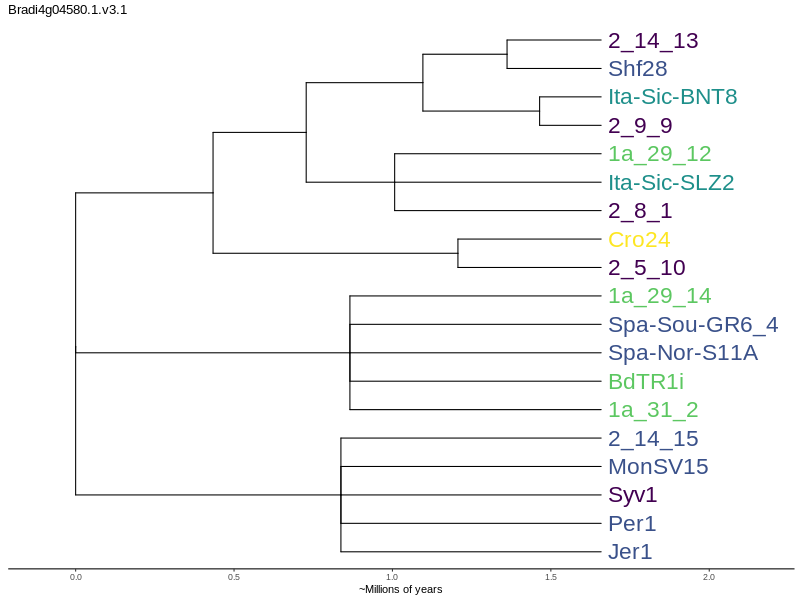 Bradi4g04580.1.v3.1
2_14_13
Shf28
Ita-Sic-BNT8
2_9_9
1a_29_12
Ita-Sic-SLZ2
2_8_1
Cro24
2_5_10
1a_29_14
Spa-Sou-GR6_4
Spa-Nor-S11A
BdTR1i
1a_31_2
2_14_15
MonSV15
Syv1
Per1
Jer1
0.0 0.5 1.0 1.5 2.0
~Millions of years